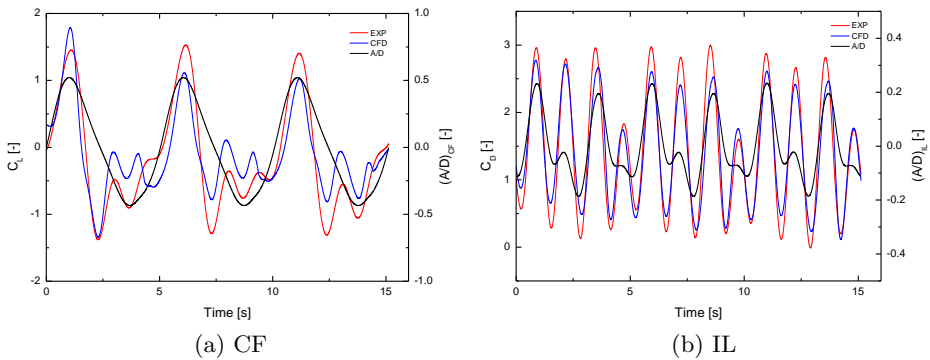 2
1
0
-1
-2
C_L [-]
1.0
0.5
0.0
-0.5
-1.0
(A/D)_CF [-]
EXP
CFD
A/D
0 5 10 15
Time [s]
(a) CF
3
2
1
0
C_D [-]
0.4
0.2
0.0
-0.2
-0.4
(A/D)_IL [-]
EXP
CFD
A/D
0 5 10 15
Time [s]
(b) IL